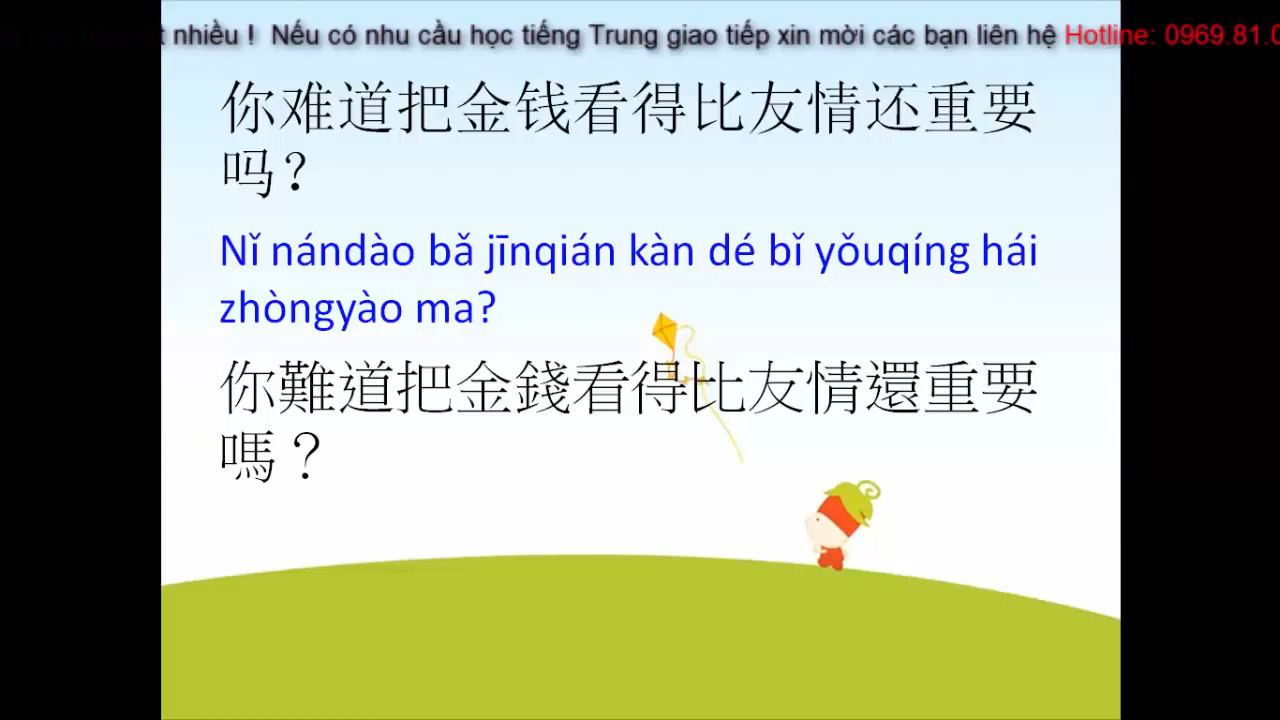 nhiều ! Nếu có nhu cầu học tiếng Trung giao tiếp xin mời các bạn liên hệ Hotline: 0969.81.0
你难道把金钱看得比友情还重要
吗?
Nǐ nándào bǎ jīnqián kàn dé bǐ yǒuqíng hái
zhòngyào ma?
你難道把金錢看得比友情還重要
嗎？